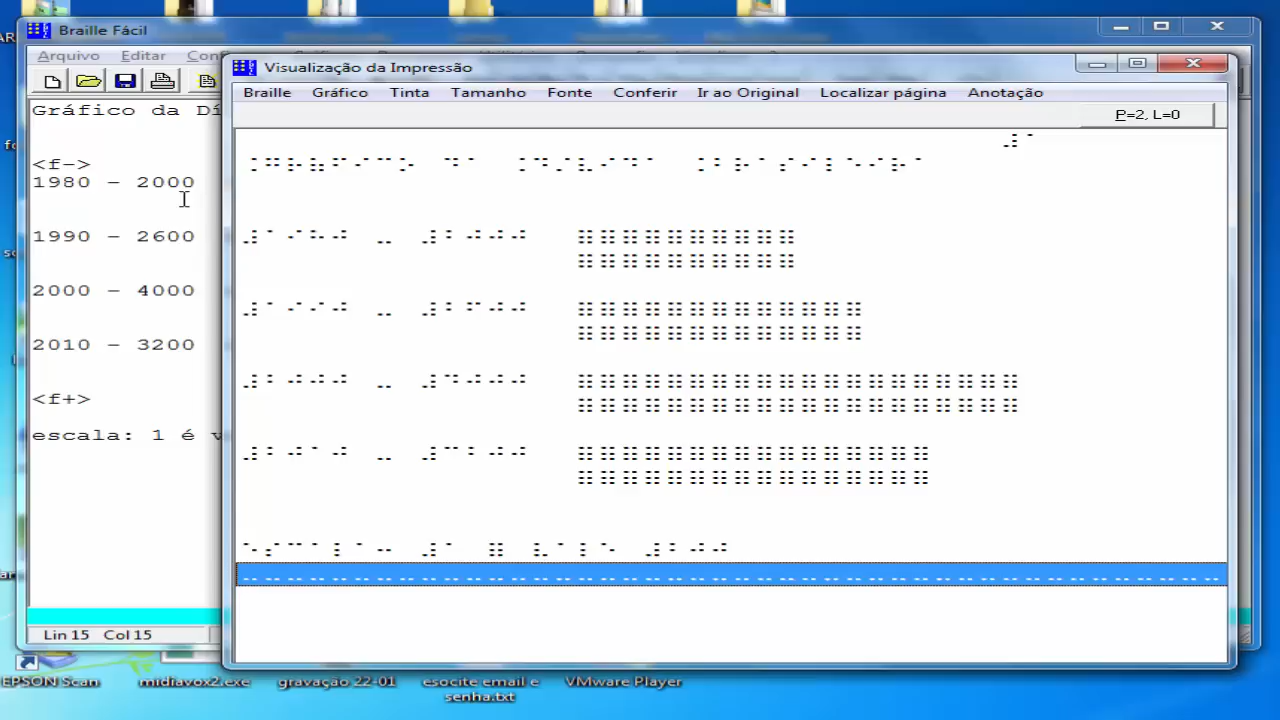 Braille Fácil
Arquivo Editar
Gráfico da Dí
<f->
1980 - 2000
1990 - 2600
2000 - 4000
2010 - 3200
<f+>
escala: 1 é v
Lin 15 Col 15
Visualização da Impressão
Braille Gráfico Tinta Tamanho Fonte Conferir Ir ao Original Localizar página Anotação
P=2, L=0
⠼⠁
⠨⠛⠗⠷⠋⠊⠉⠕ ⠙⠁ ⠨⠙⠌⠧⠊⠙⠁ ⠨⠃⠗⠁⠎⠊⠇⠑⠊⠗⠁
⠼⠁⠊⠓⠚ ⠤ ⠼⠃⠚⠚⠚ ⠿⠿⠿⠿⠿⠿⠿⠿⠿⠿
⠿⠿⠿⠿⠿⠿⠿⠿⠿⠿
⠼⠁⠊⠊⠚ ⠤ ⠼⠃⠋⠚⠚ ⠿⠿⠿⠿⠿⠿⠿⠿⠿⠿⠿⠿⠿
⠿⠿⠿⠿⠿⠿⠿⠿⠿⠿⠿⠿⠿
⠼⠃⠚⠚⠚ ⠤ ⠼⠙⠚⠚⠚ ⠿⠿⠿⠿⠿⠿⠿⠿⠿⠿⠿⠿⠿⠿⠿⠿⠿⠿⠿⠿
⠿⠿⠿⠿⠿⠿⠿⠿⠿⠿⠿⠿⠿⠿⠿⠿⠿⠿⠿⠿
⠼⠃⠚⠁⠚ ⠤ ⠼⠉⠃⠚⠚ ⠿⠿⠿⠿⠿⠿⠿⠿⠿⠿⠿⠿⠿⠿⠿⠿
⠿⠿⠿⠿⠿⠿⠿⠿⠿⠿⠿⠿⠿⠿⠿⠿
⠑⠎⠉⠁⠇⠁⠒ ⠼⠁ ⠿ ⠧⠁⠇⠑ ⠼⠃⠚⠚
EPSON Scan
midiavox2.exe
gravação 22-01
escocite email e
senha.txt
VMware Player